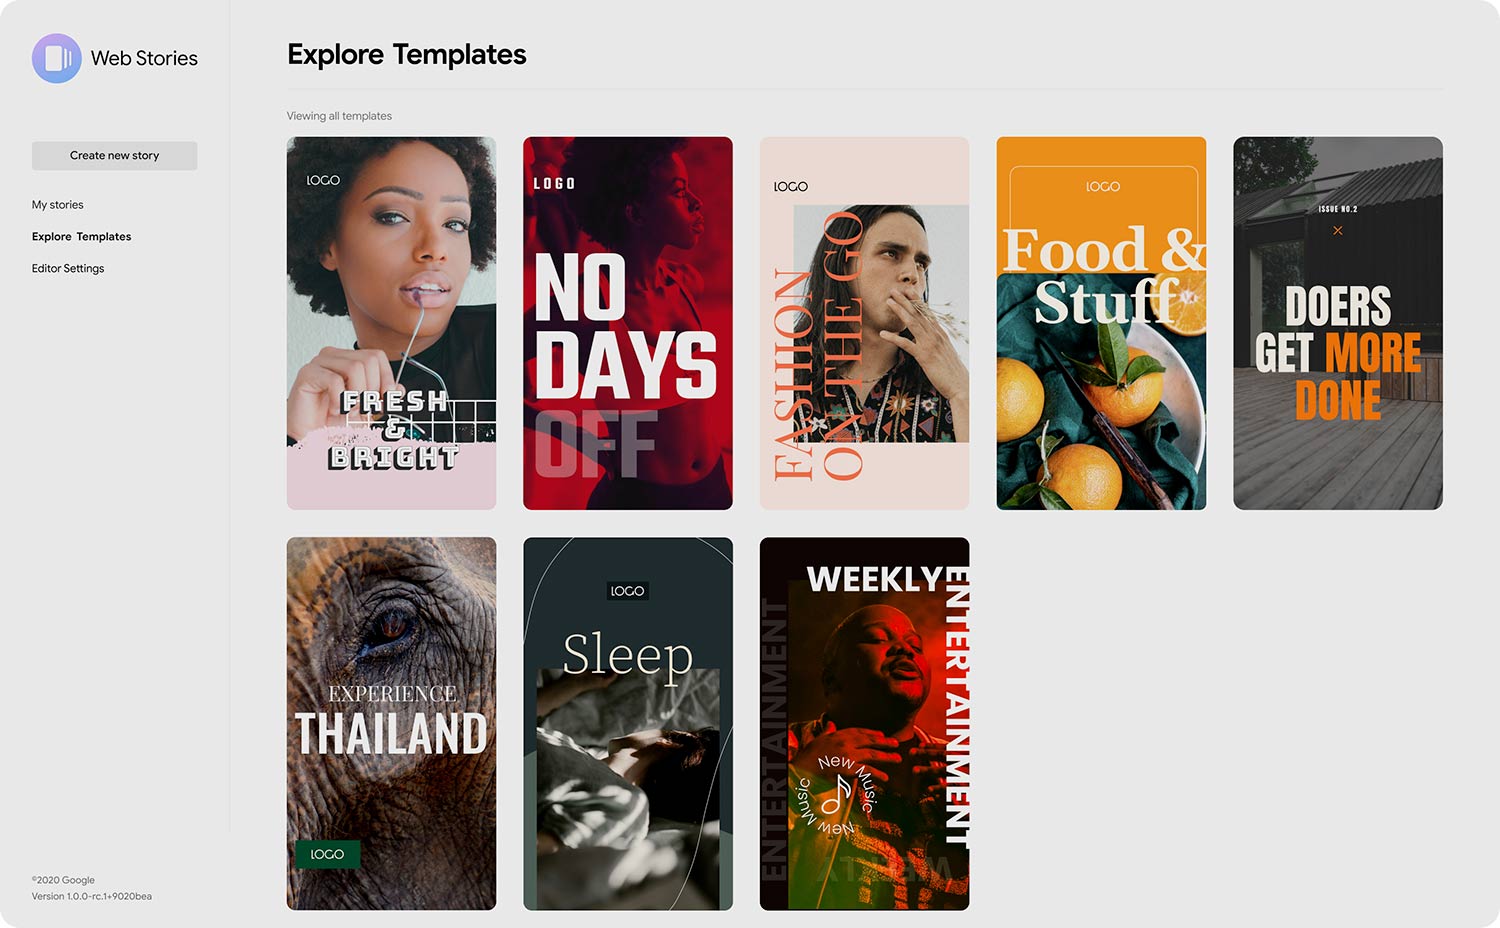 Web Stories
Create new story
My stories
Explore Templates
Editor Settings
©2020 Google
Version 1.0.0-rc.1+9020bea
Explore Templates
Viewing all templates
LOGO
FRESH
&
BRIGHT
LOGO
NO
DAYS
OFF
LOGO
FASHION
ON THE GO
LOGO
Food &
Stuff
ISSUE NO.2
DOERS
GET MORE
DONE
EXPERIENCE
THAILAND
LOGO
LOGO
Sleep
WEEKLY
ENTERTAINMENT
ENTERTAINMENT
New Music
New Music
New Music
WEEKLY